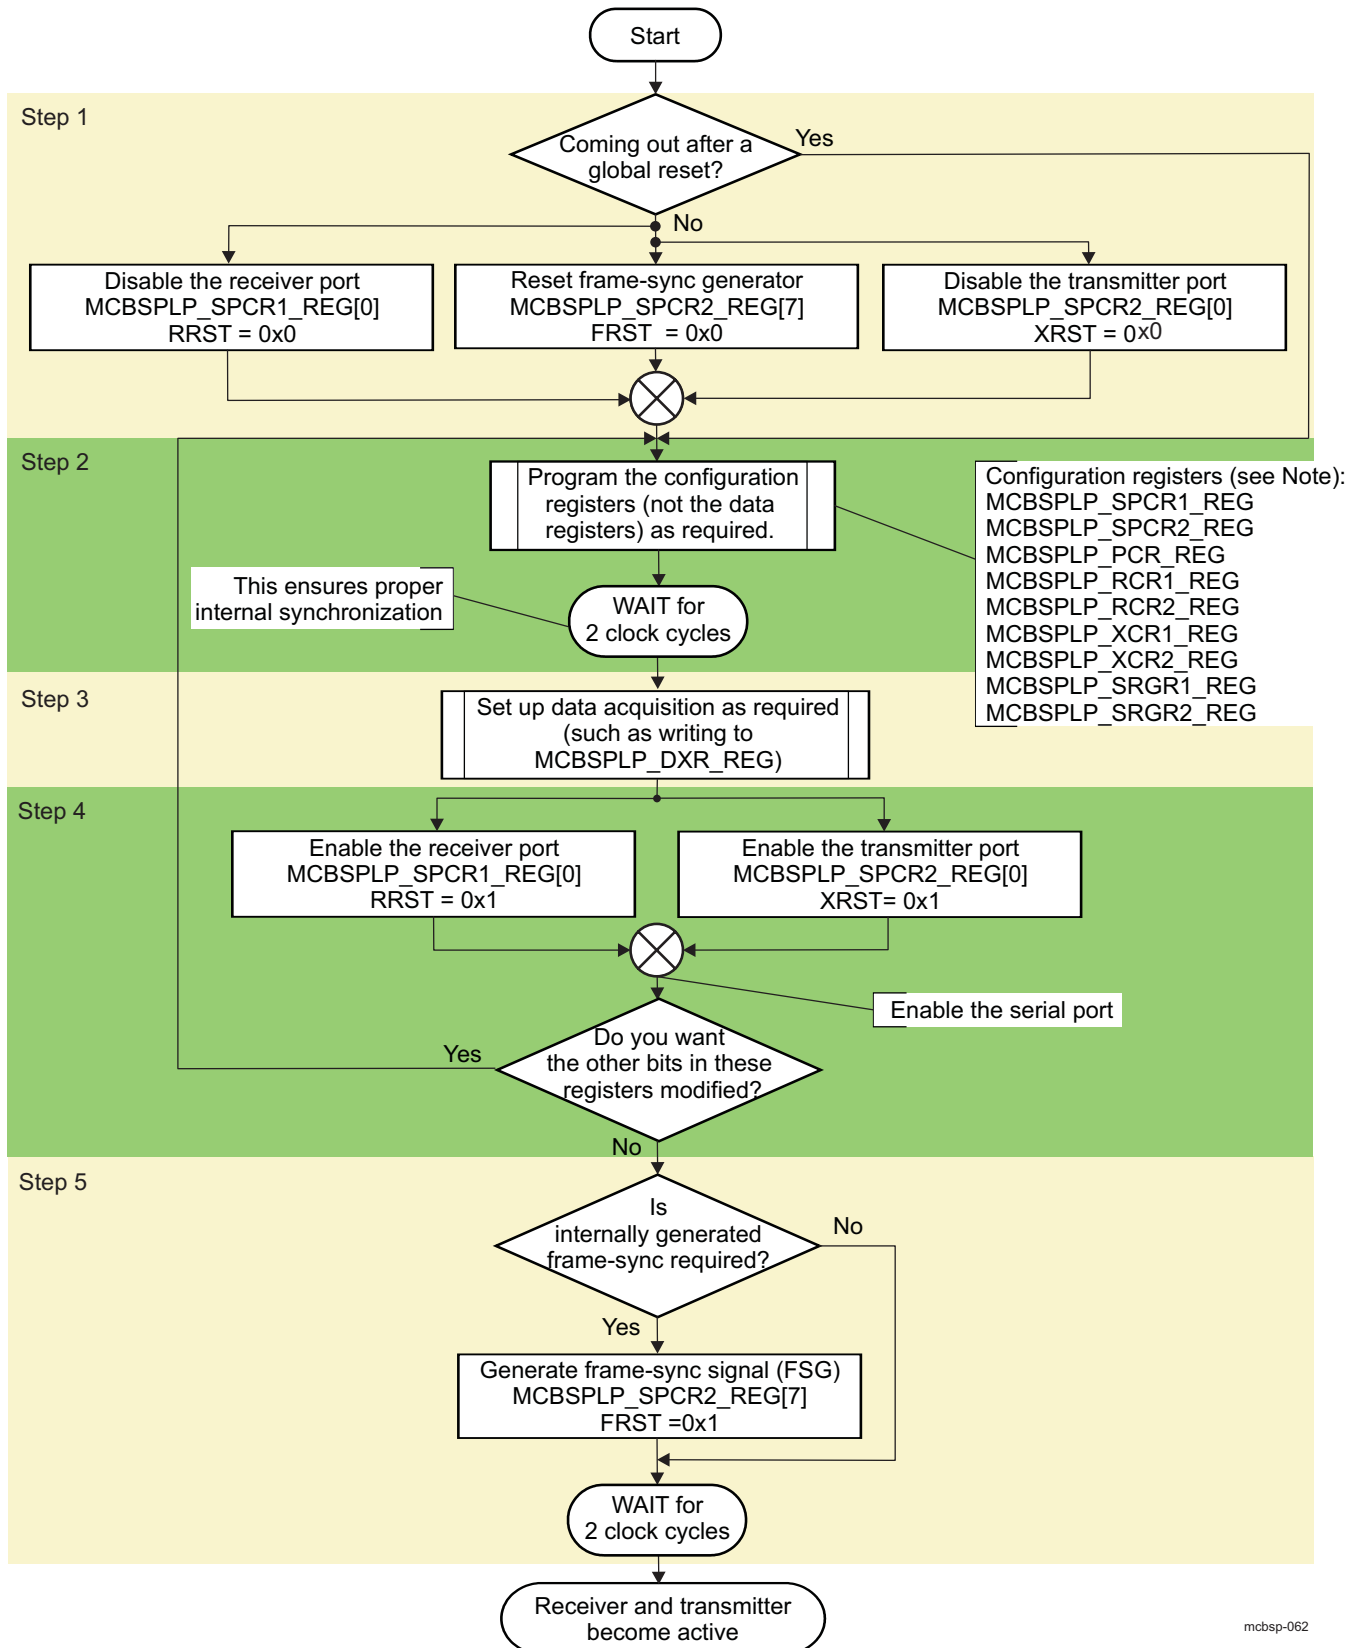 Start
Step 1
Coming out after a
global reset?
Yes
No
Disable the receiver port
MCBSPLP_SPCR1_REG[0]
RRST = 0x0
Reset frame-sync generator
MCBSPLP_SPCR2_REG[7]
FRST = 0x0
Disable the transmitter port
MCBSPLP_SPCR2_REG[0]
XRST = 0x0
Step 2
Program the configuration
registers (not the data
registers) as required.
Configuration registers (see Note):
MCBSPLP_SPCR1_REG
MCBSPLP_SPCR2_REG
MCBSPLP_PCR_REG
MCBSPLP_RCR1_REG
MCBSPLP_RCR2_REG
MCBSPLP_XCR1_REG
MCBSPLP_XCR2_REG
MCBSPLP_SRGR1_REG
MCBSPLP_SRGR2_REG
This ensures proper
internal synchronization
WAIT for
2 clock cycles
Step 3
Set up data acquisition as required
(such as writing to
MCBSPLP_DXR_REG)
Step 4
Enable the receiver port
MCBSPLP_SPCR1_REG[0]
RRST = 0x1
Enable the transmitter port
MCBSPLP_SPCR2_REG[0]
XRST= 0x1
Enable the serial port
Do you want
the other bits in these
registers modified?
Yes
No
Step 5
Is
internally generated
frame-sync required?
No
Yes
Generate frame-sync signal (FSG)
MCBSPLP_SPCR2_REG[7]
FRST =0x1
WAIT for
2 clock cycles
Receiver and transmitter
become active
mcbsp-062